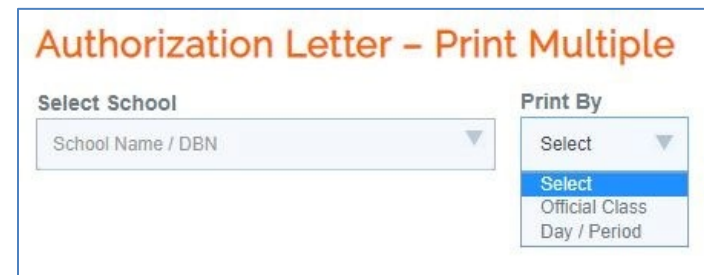 Authorization Letter – Print Multiple
Select School
School Name / DBN
Print By
Select
Select
Official Class
Day / Period